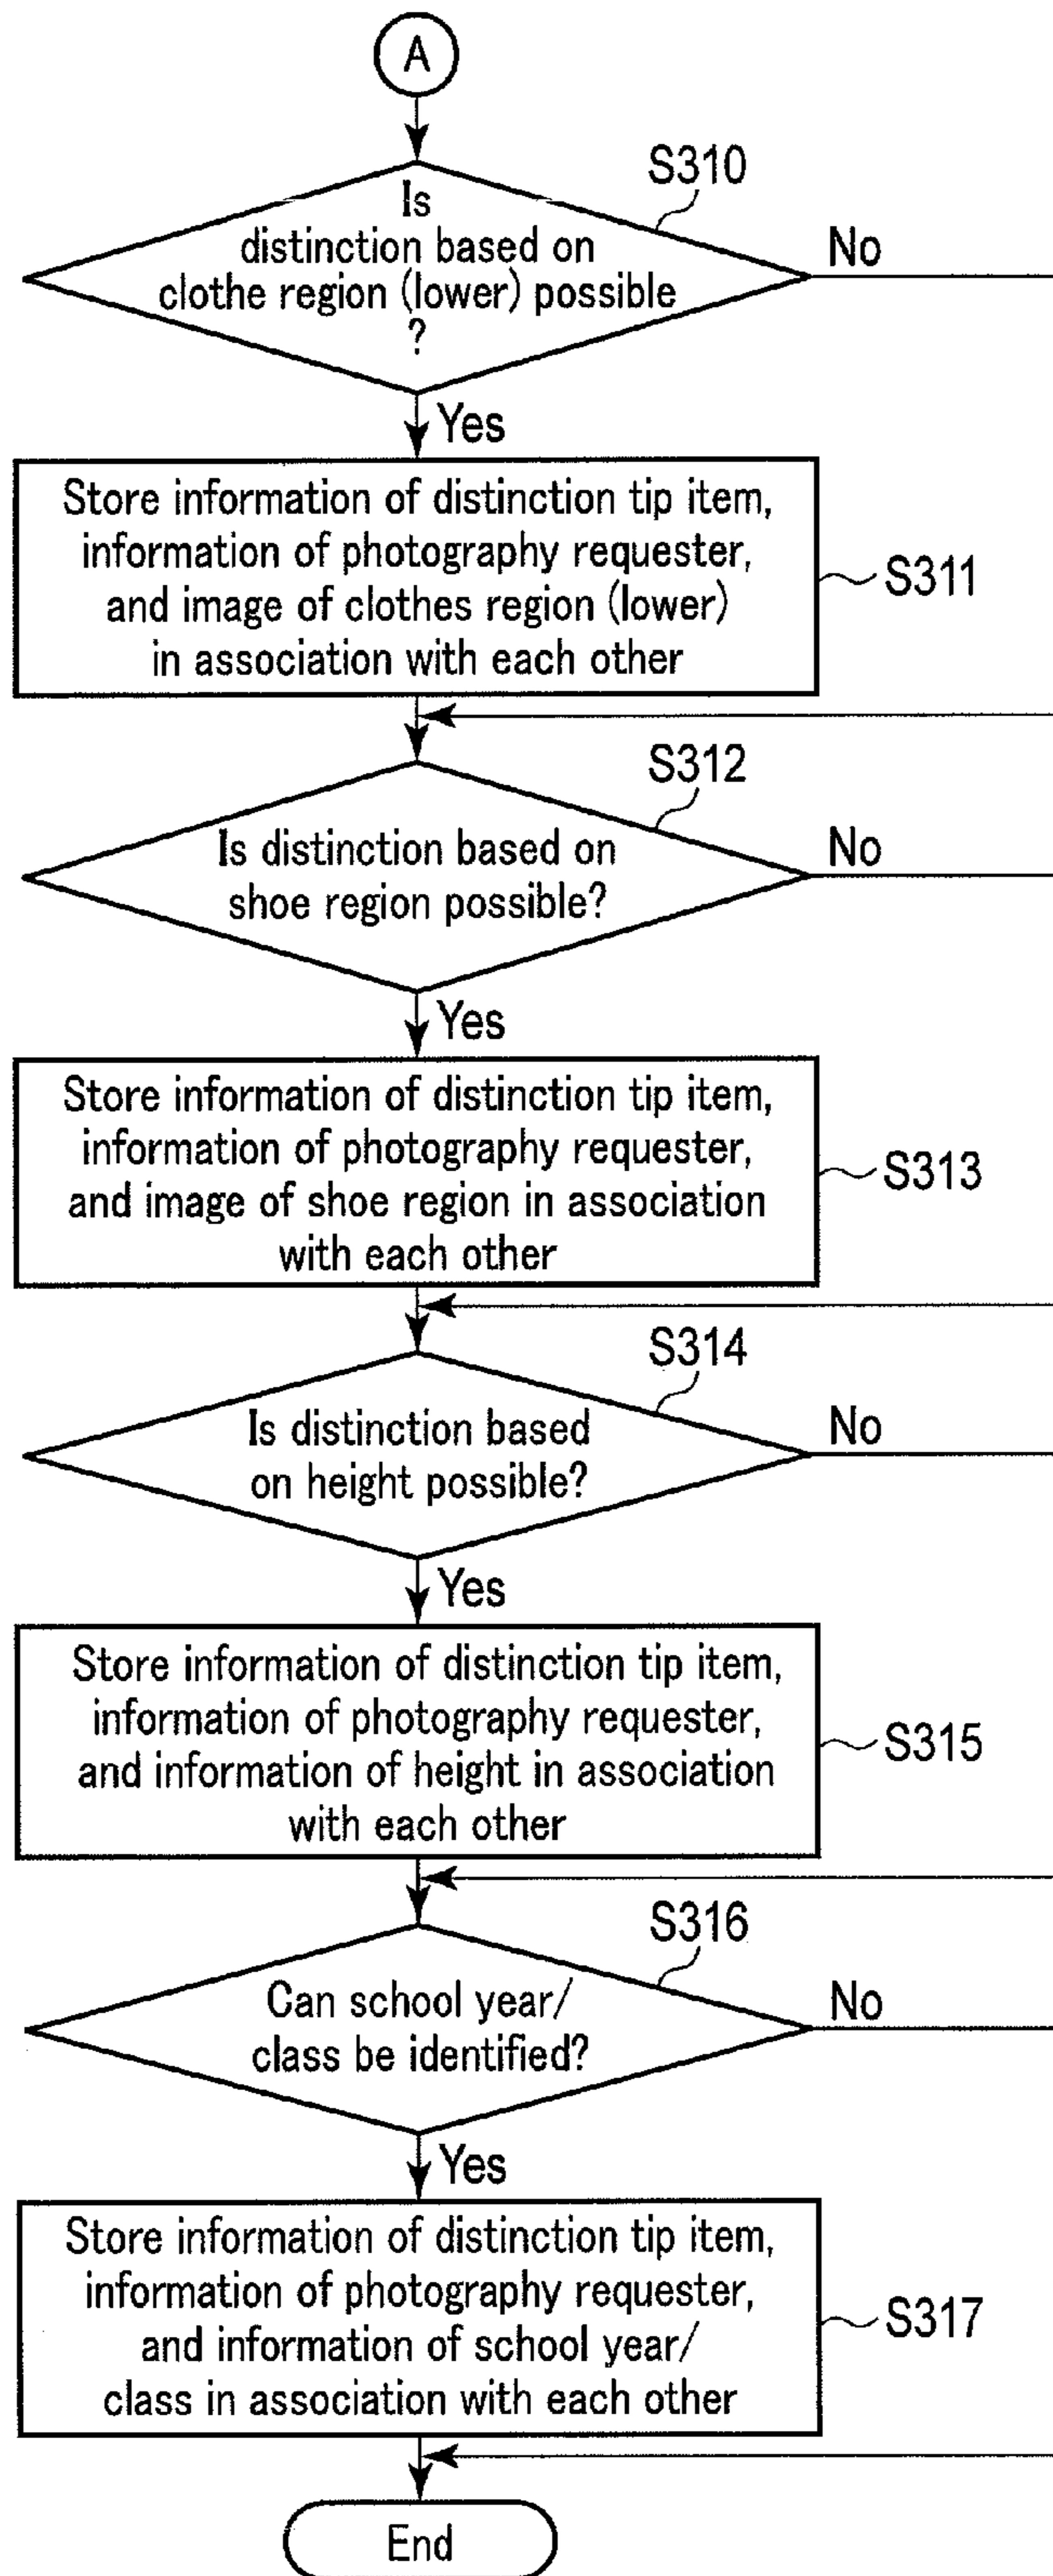 A
S310
Is
distinction based on
clothe region (lower) possible
?
No
Yes
Store information of distinction tip item,
information of photography requester,
and image of clothes region (lower)
in association with each other
S311
S312
Is distinction based on
shoe region possible?
No
Yes
Store information of distinction tip item,
information of photography requester,
and image of shoe region in association
with each other
S313
S314
Is distinction based
on height possible?
No
Yes
Store information of distinction tip item,
information of photography requester,
and information of height in association
with each other
S315
S316
Can school year/
class be identified?
No
Yes
Store information of distinction tip item,
information of photography requester,
and information of school year/
class in association with each other
S317
End